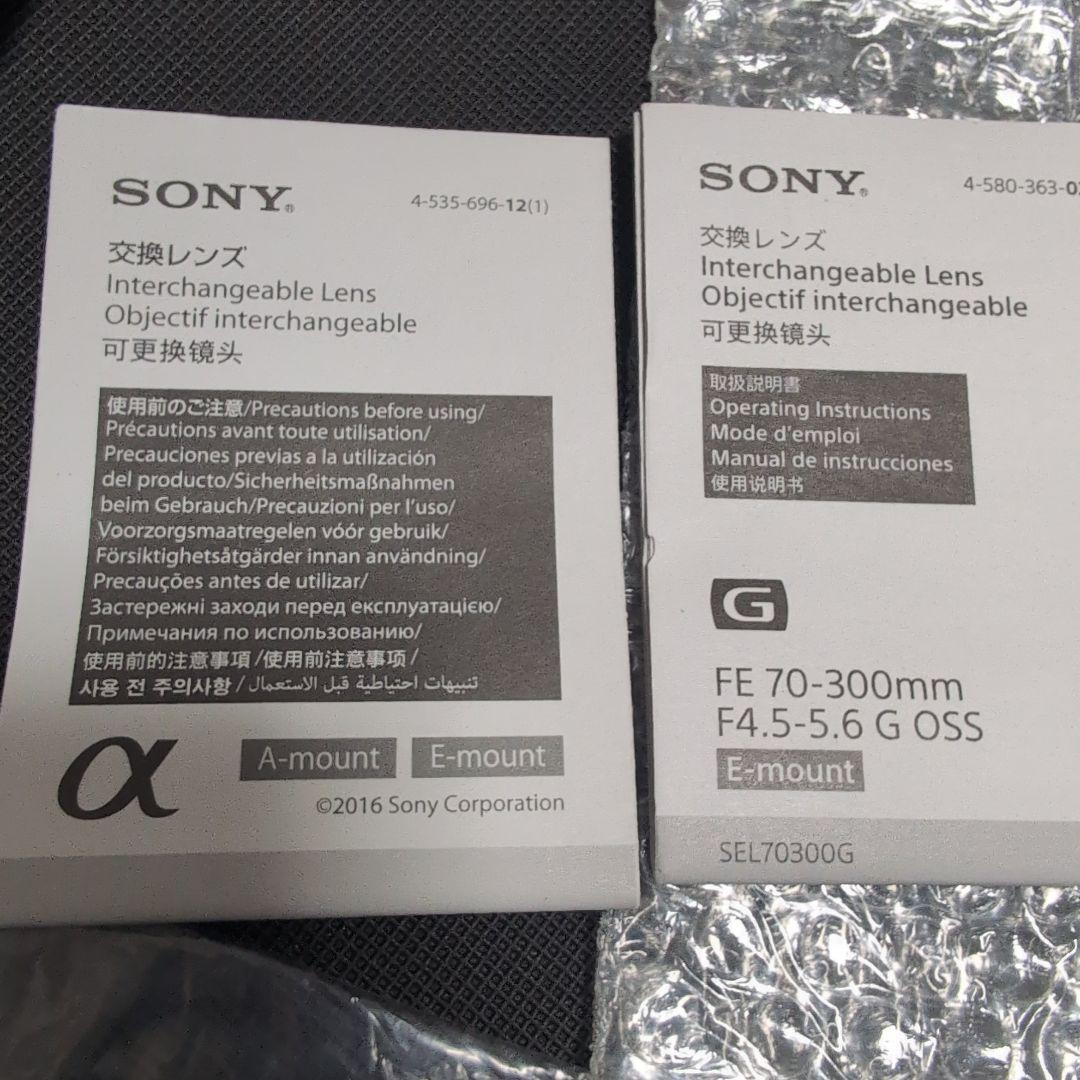 SONY®
4-535-696-12(1)
交換レンズ
Interchangeable Lens
Objectif interchangeable
可更换镜头
使用前のご注意/Precautions before using/
Précautions avant toute utilisation/
Precauciones previas a la utilización
del producto/Sicherheitsmaßnahmen
beim Gebrauch/Precauzioni per l'uso/
Voorzorgsmaatregelen vóór gebruik/
Försiktighetsåtgärder innan användning/
Precauções antes de utilizar/
Застережні заходи перед експлуатацією/
Примечания по использованию/
使用前的注意事項/使用前注意事项/
사용 전 주의사항/تنبيهات احتياطية قبل الاستعمال
α
A-mount E-mount
©2016 Sony Corporation
SONY®
4-580-363-0
交換レンズ
Interchangeable Lens
Objectif interchangeable
可更换镜头
取扱説明書
Operating Instructions
Mode d'emploi
Manual de instrucciones
使用说明书
G
FE 70-300mm
F4.5-5.6 G OSS
E-mount
SEL70300G